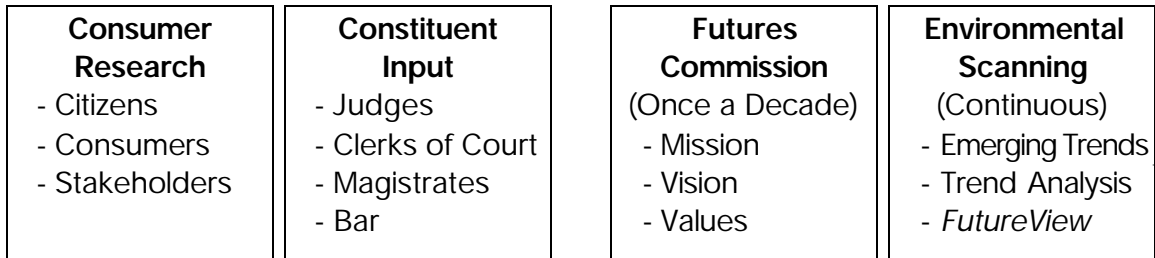 Consumer
Research
- Citizens
- Consumers
- Stakeholders
Constituent
Input
- Judges
- Clerks of Court
- Magistrates
- Bar
Futures
Commission
(Once a Decade)
- Mission
- Vision
- Values
Environmental
Scanning
(Continuous)
- Emerging Trends
- Trend Analysis
- FutureView